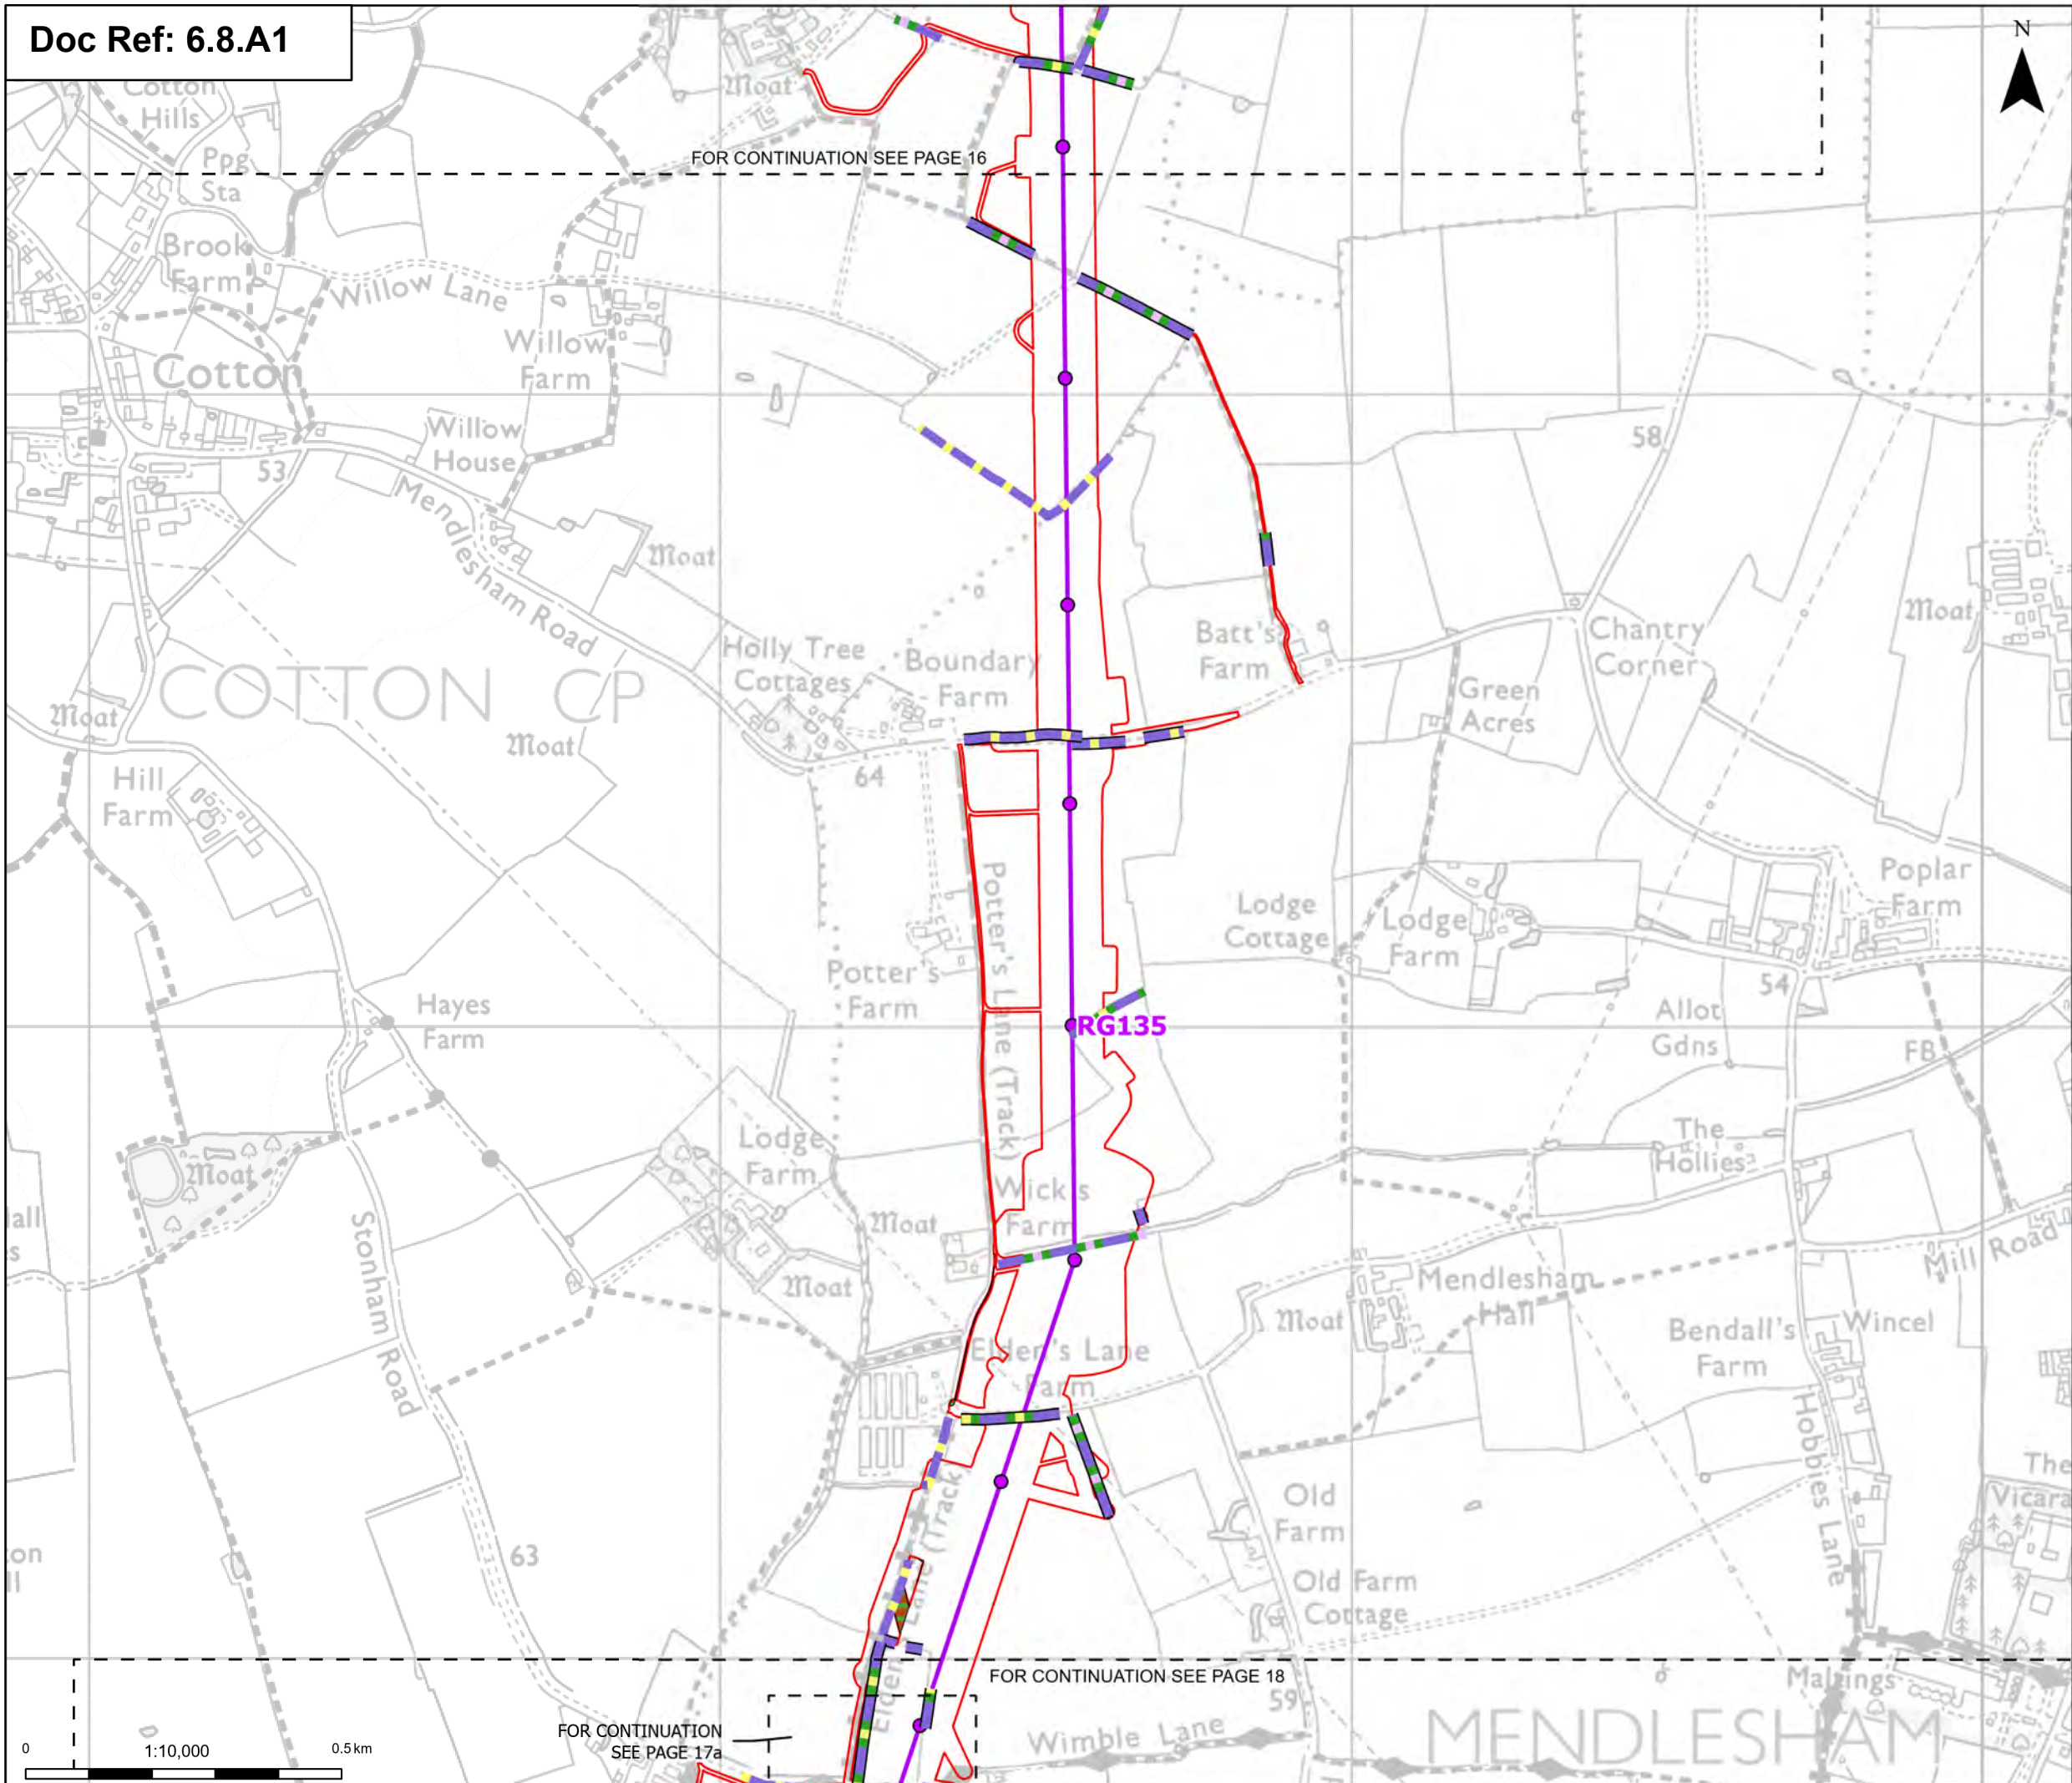 Doc Ref: 6.8.A1
N
Cotton
Hills
Moat
FOR CONTINUATION SEE PAGE 16
Ppg
Sta
Brook
Farm
Willow Lane
Willow
Farm
Cotton
Willow
House
53
58
Mendlesham Road
Moat
Moat
Holly Tree
Cottages
Boundary
Farm
Batt's
Farm
Chantry
Corner
COTTON CP
Green
Acres
Moat
Moat
64
Hill
Farm
Potter's Lane (Track)
Poplar
Farm
Lodge
Cottage
Lodge
Farm
Potter's
Farm
54
Hayes
Farm
RG135
Allot
Gdns
FB
The
Hollies
Lodge
Farm
Moat
Wick's
Farm
Moat
Stonham Road
Moat
Mill Road
Mendlesham
Hall
Moat
Bendall's
Farm
Wincel
Elder's Lane
Farm
Hobbies Lane
The
Vicara
Old
Farm
63
Old Farm
Cottage
Elder's Lane (Track)
FOR CONTINUATION SEE PAGE 18
59
Maltings
FOR CONTINUATION
SEE PAGE 17a
Wimble Lane
MENDLESHAM
0
1:10,000
0.5 km